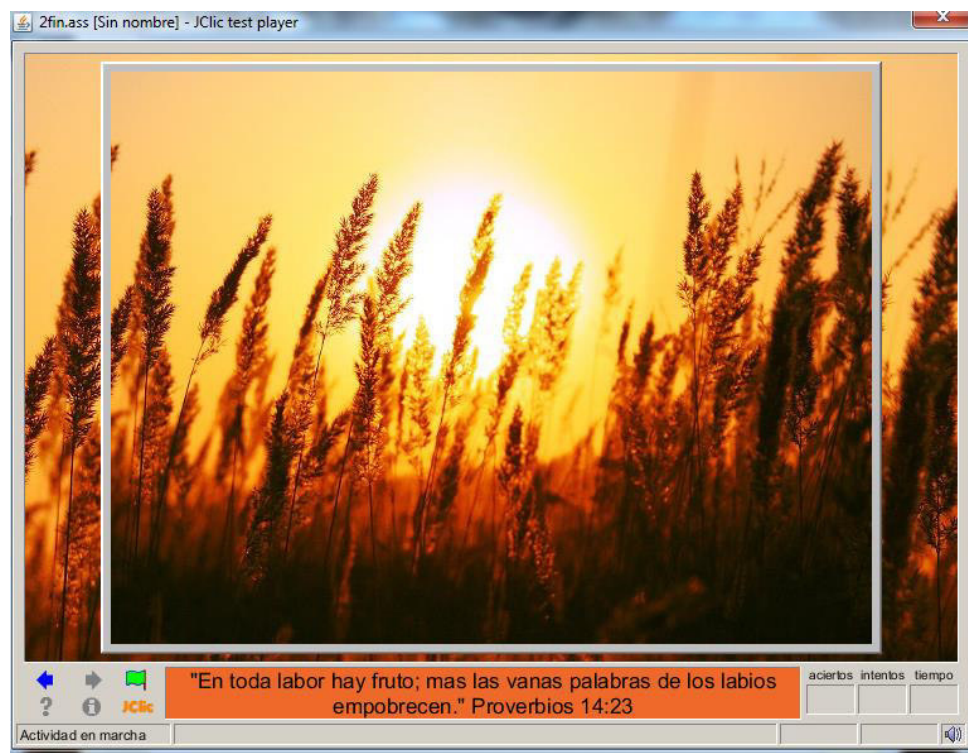 2fin.ass [Sin nombre] - JClic test player
"En toda labor hay fruto; mas las vanas palabras de los labios
empobrecen." Proverbios 14:23
aciertos intentos tiempo
? i JClic
Actividad en marcha